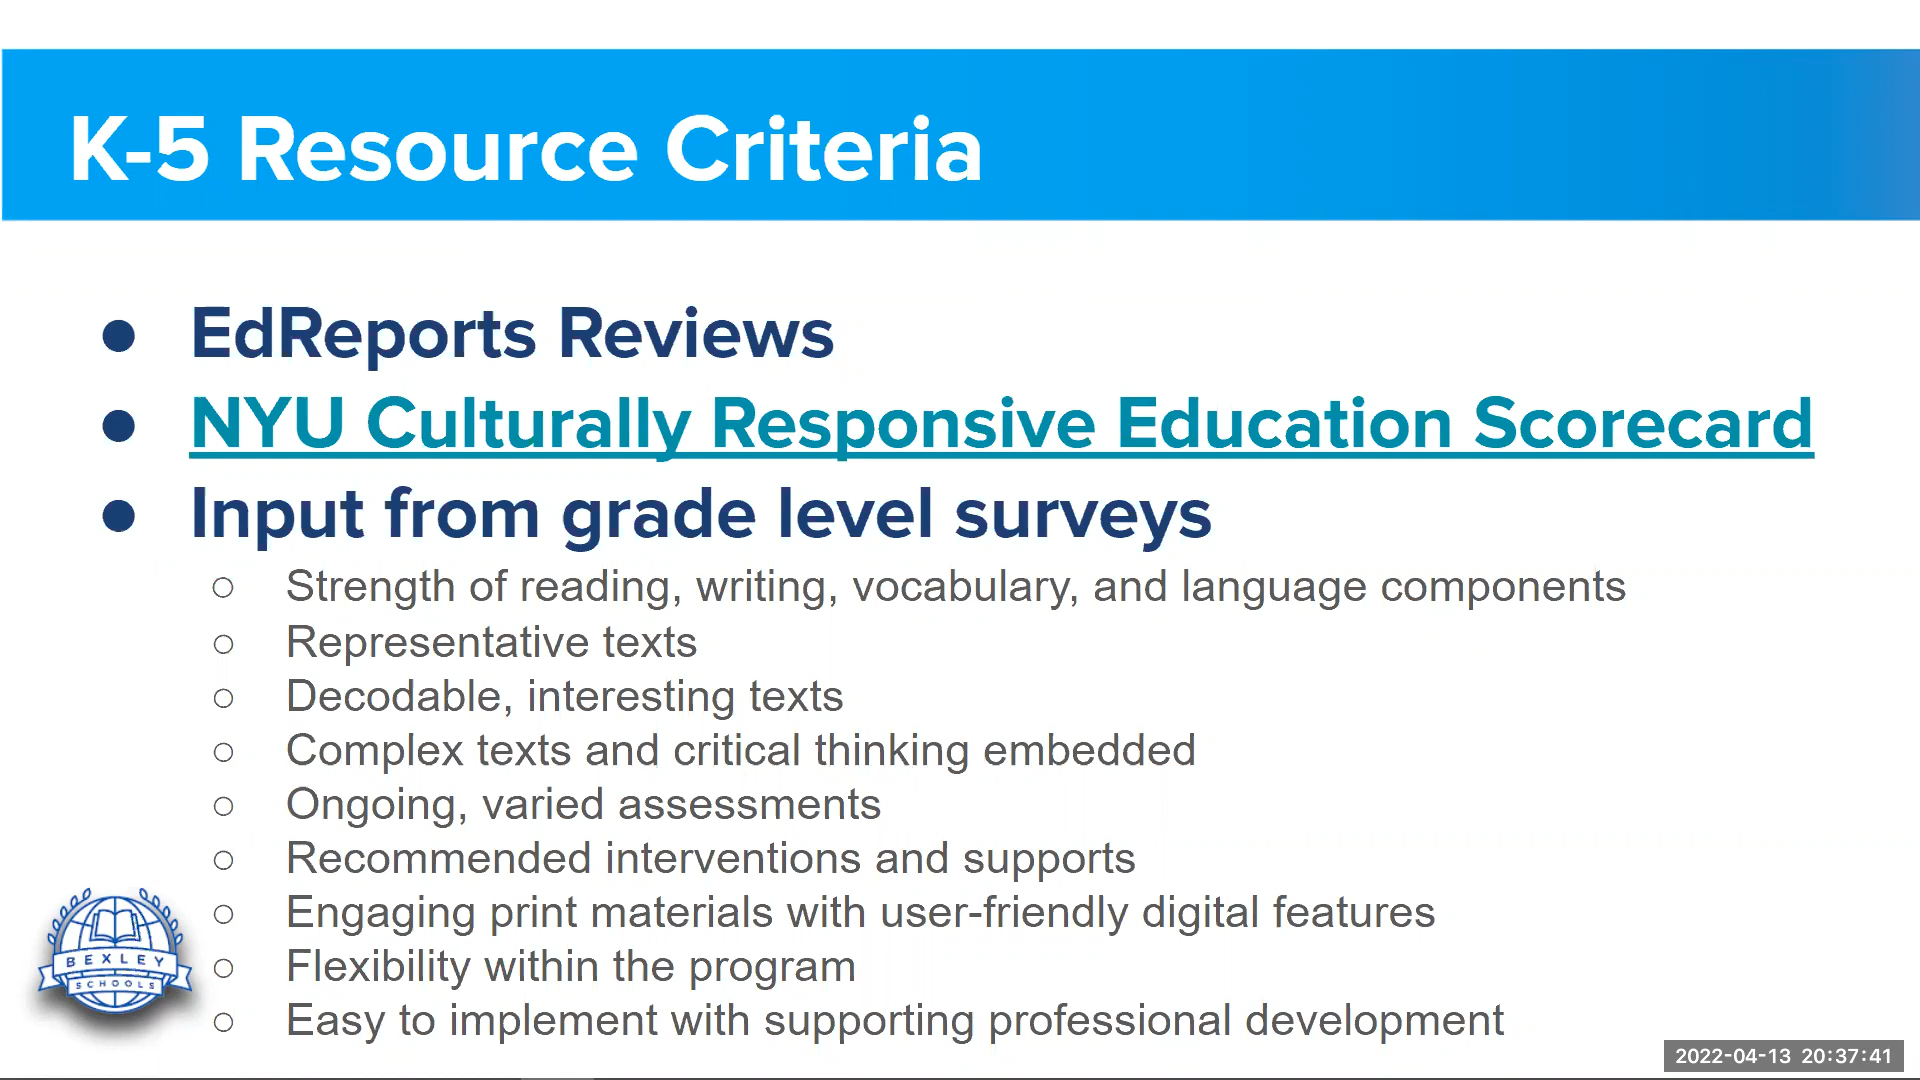 K-5 Resource Criteria
● EdReports Reviews
● NYU Culturally Responsive Education Scorecard
● Input from grade level surveys
○ Strength of reading, writing, vocabulary, and language components
○ Representative texts
○ Decodable, interesting texts
○ Complex texts and critical thinking embedded
○ Ongoing, varied assessments
○ Recommended interventions and supports
○ Engaging print materials with user-friendly digital features
○ Flexibility within the program
○ Easy to implement with supporting professional development
BEXLEY
SCHOOLS
2022-04-13 20:37:41